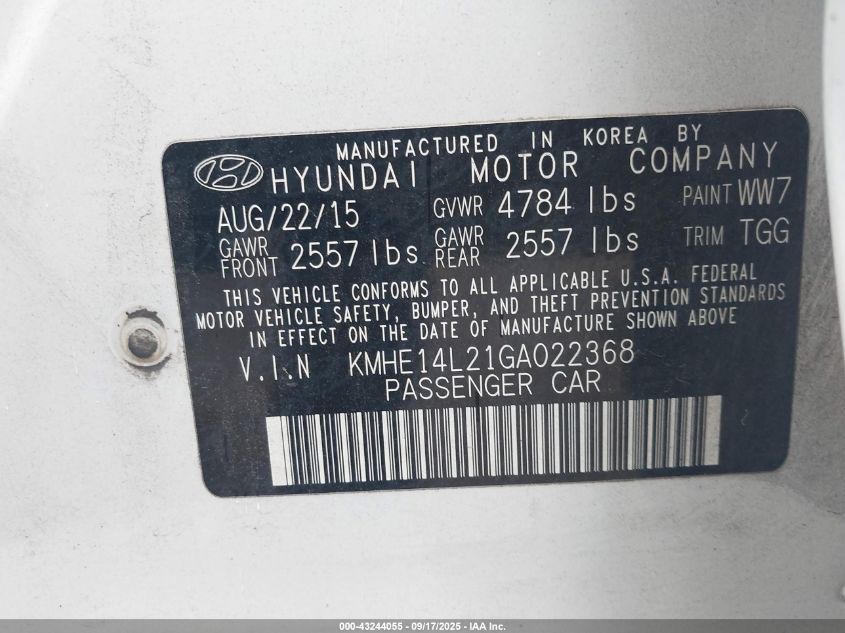 MANUFACTURED IN KOREA BY
HYUNDAI MOTOR COMPANY
AUG/22/15 GVWR 4784 lbs PAINT WW7
GAWR FRONT 2557 lbs GAWR REAR 2557 lbs TRIM TGG
THIS VEHICLE CONFORMS TO ALL APPLICABLE U.S.A. FEDERAL
MOTOR VEHICLE SAFETY, BUMPER, AND THEFT PREVENTION STANDARDS
IN EFFECT ON THE DATE OF MANUFACTURE SHOWN ABOVE
V.I.N KMHE14L21GA022368
PASSENGER CAR
000-43244055 - 09/17/2025 - IAA Inc.